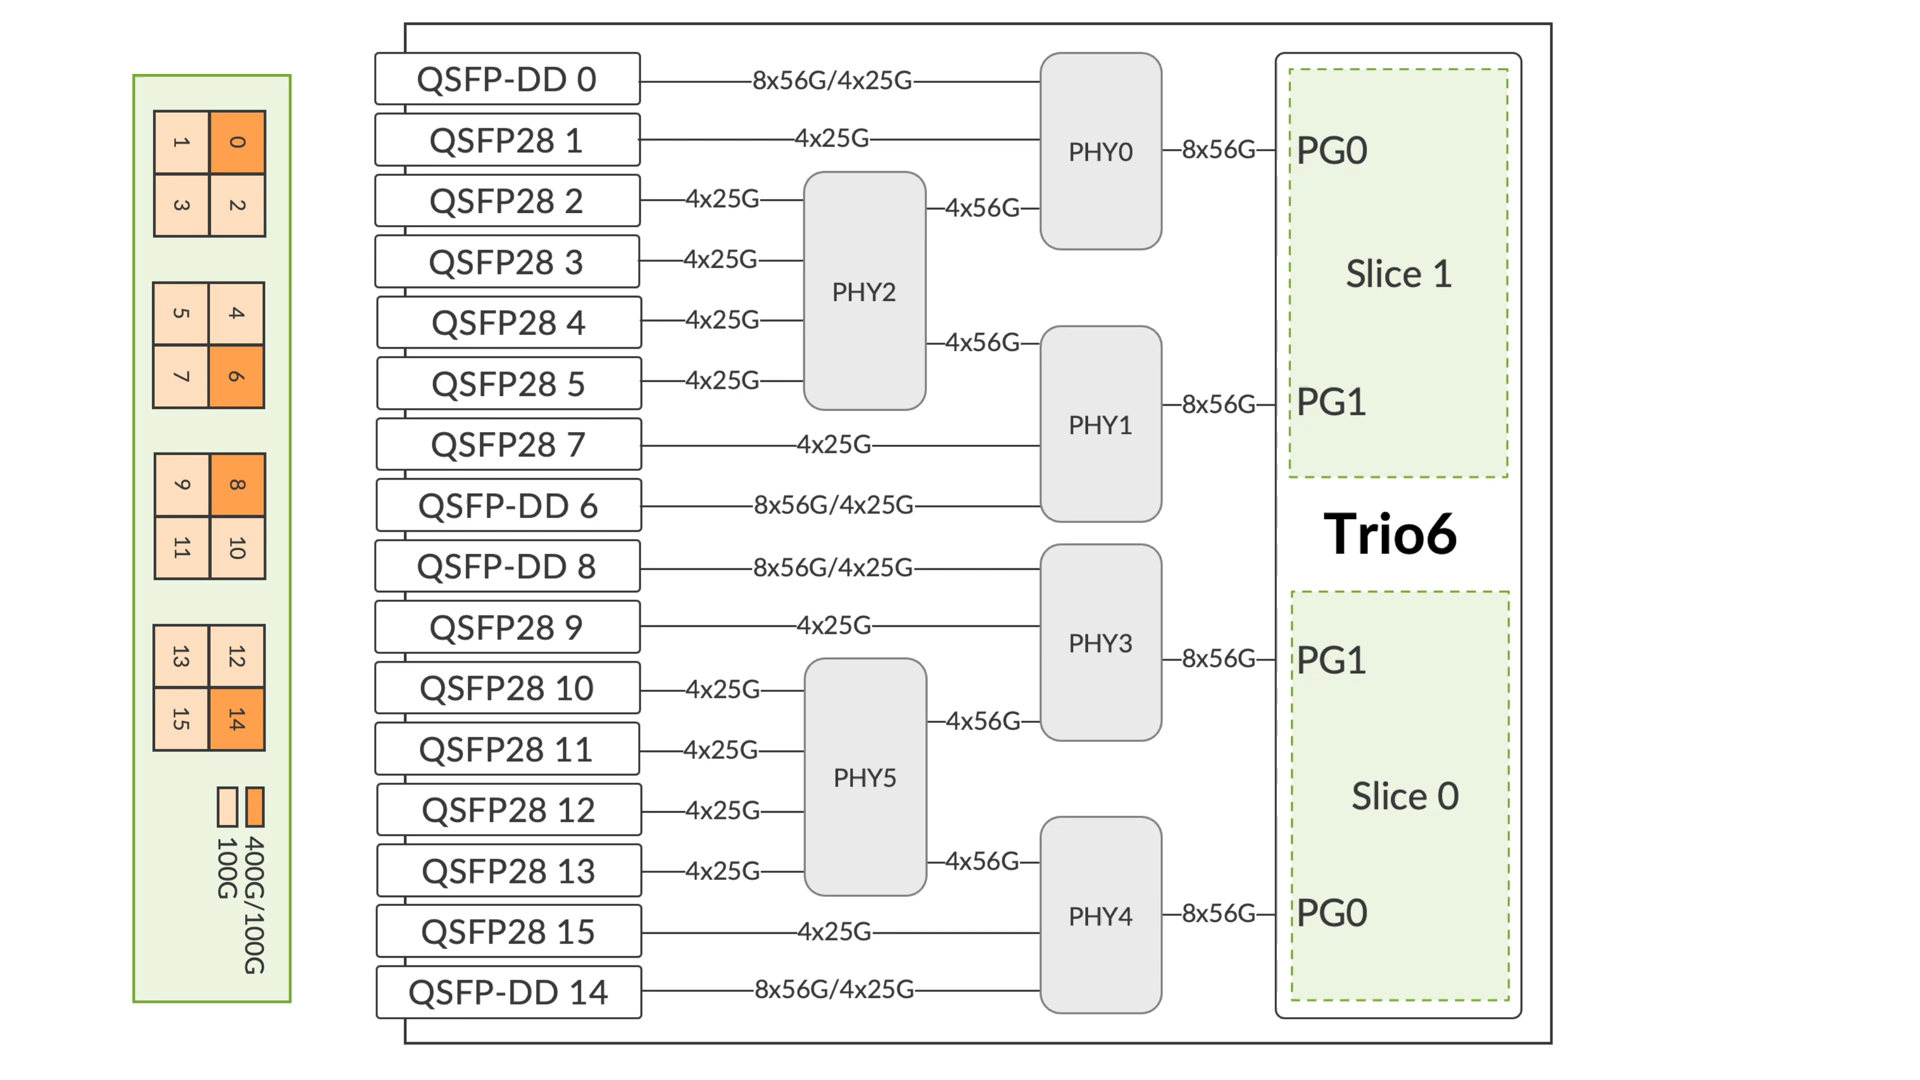 1 0
3 2
5 4
7 6
9 8
11 10
13 12
15 14
400G/100G
100G
QSFP-DD 0
8x56G/4x25G
QSFP28 1
4x25G
QSFP28 2
4x25G
QSFP28 3
4x25G
QSFP28 4
4x25G
QSFP28 5
4x25G
QSFP28 7
4x25G
QSFP-DD 6
8x56G/4x25G
QSFP-DD 8
8x56G/4x25G
QSFP28 9
4x25G
QSFP28 10
4x25G
QSFP28 11
4x25G
QSFP28 12
4x25G
QSFP28 13
4x25G
QSFP28 15
4x25G
QSFP-DD 14
8x56G/4x25G
PHY2
4x56G
4x56G
PHY5
4x56G
4x56G
PHY0
8x56G
PHY1
8x56G
PHY3
8x56G
PHY4
8x56G
PG0
Slice 1
PG1
Trio6
PG1
Slice 0
PG0